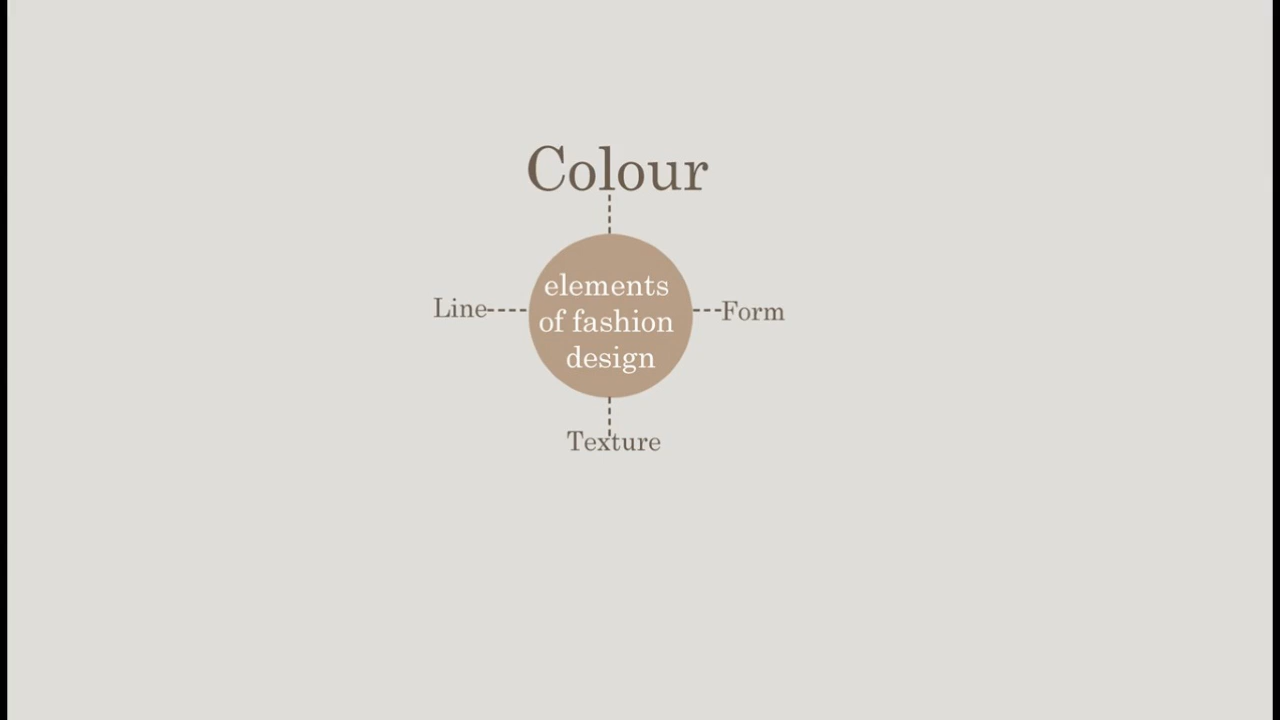 Colour
elements
of fashion
design
Line
Form
Texture